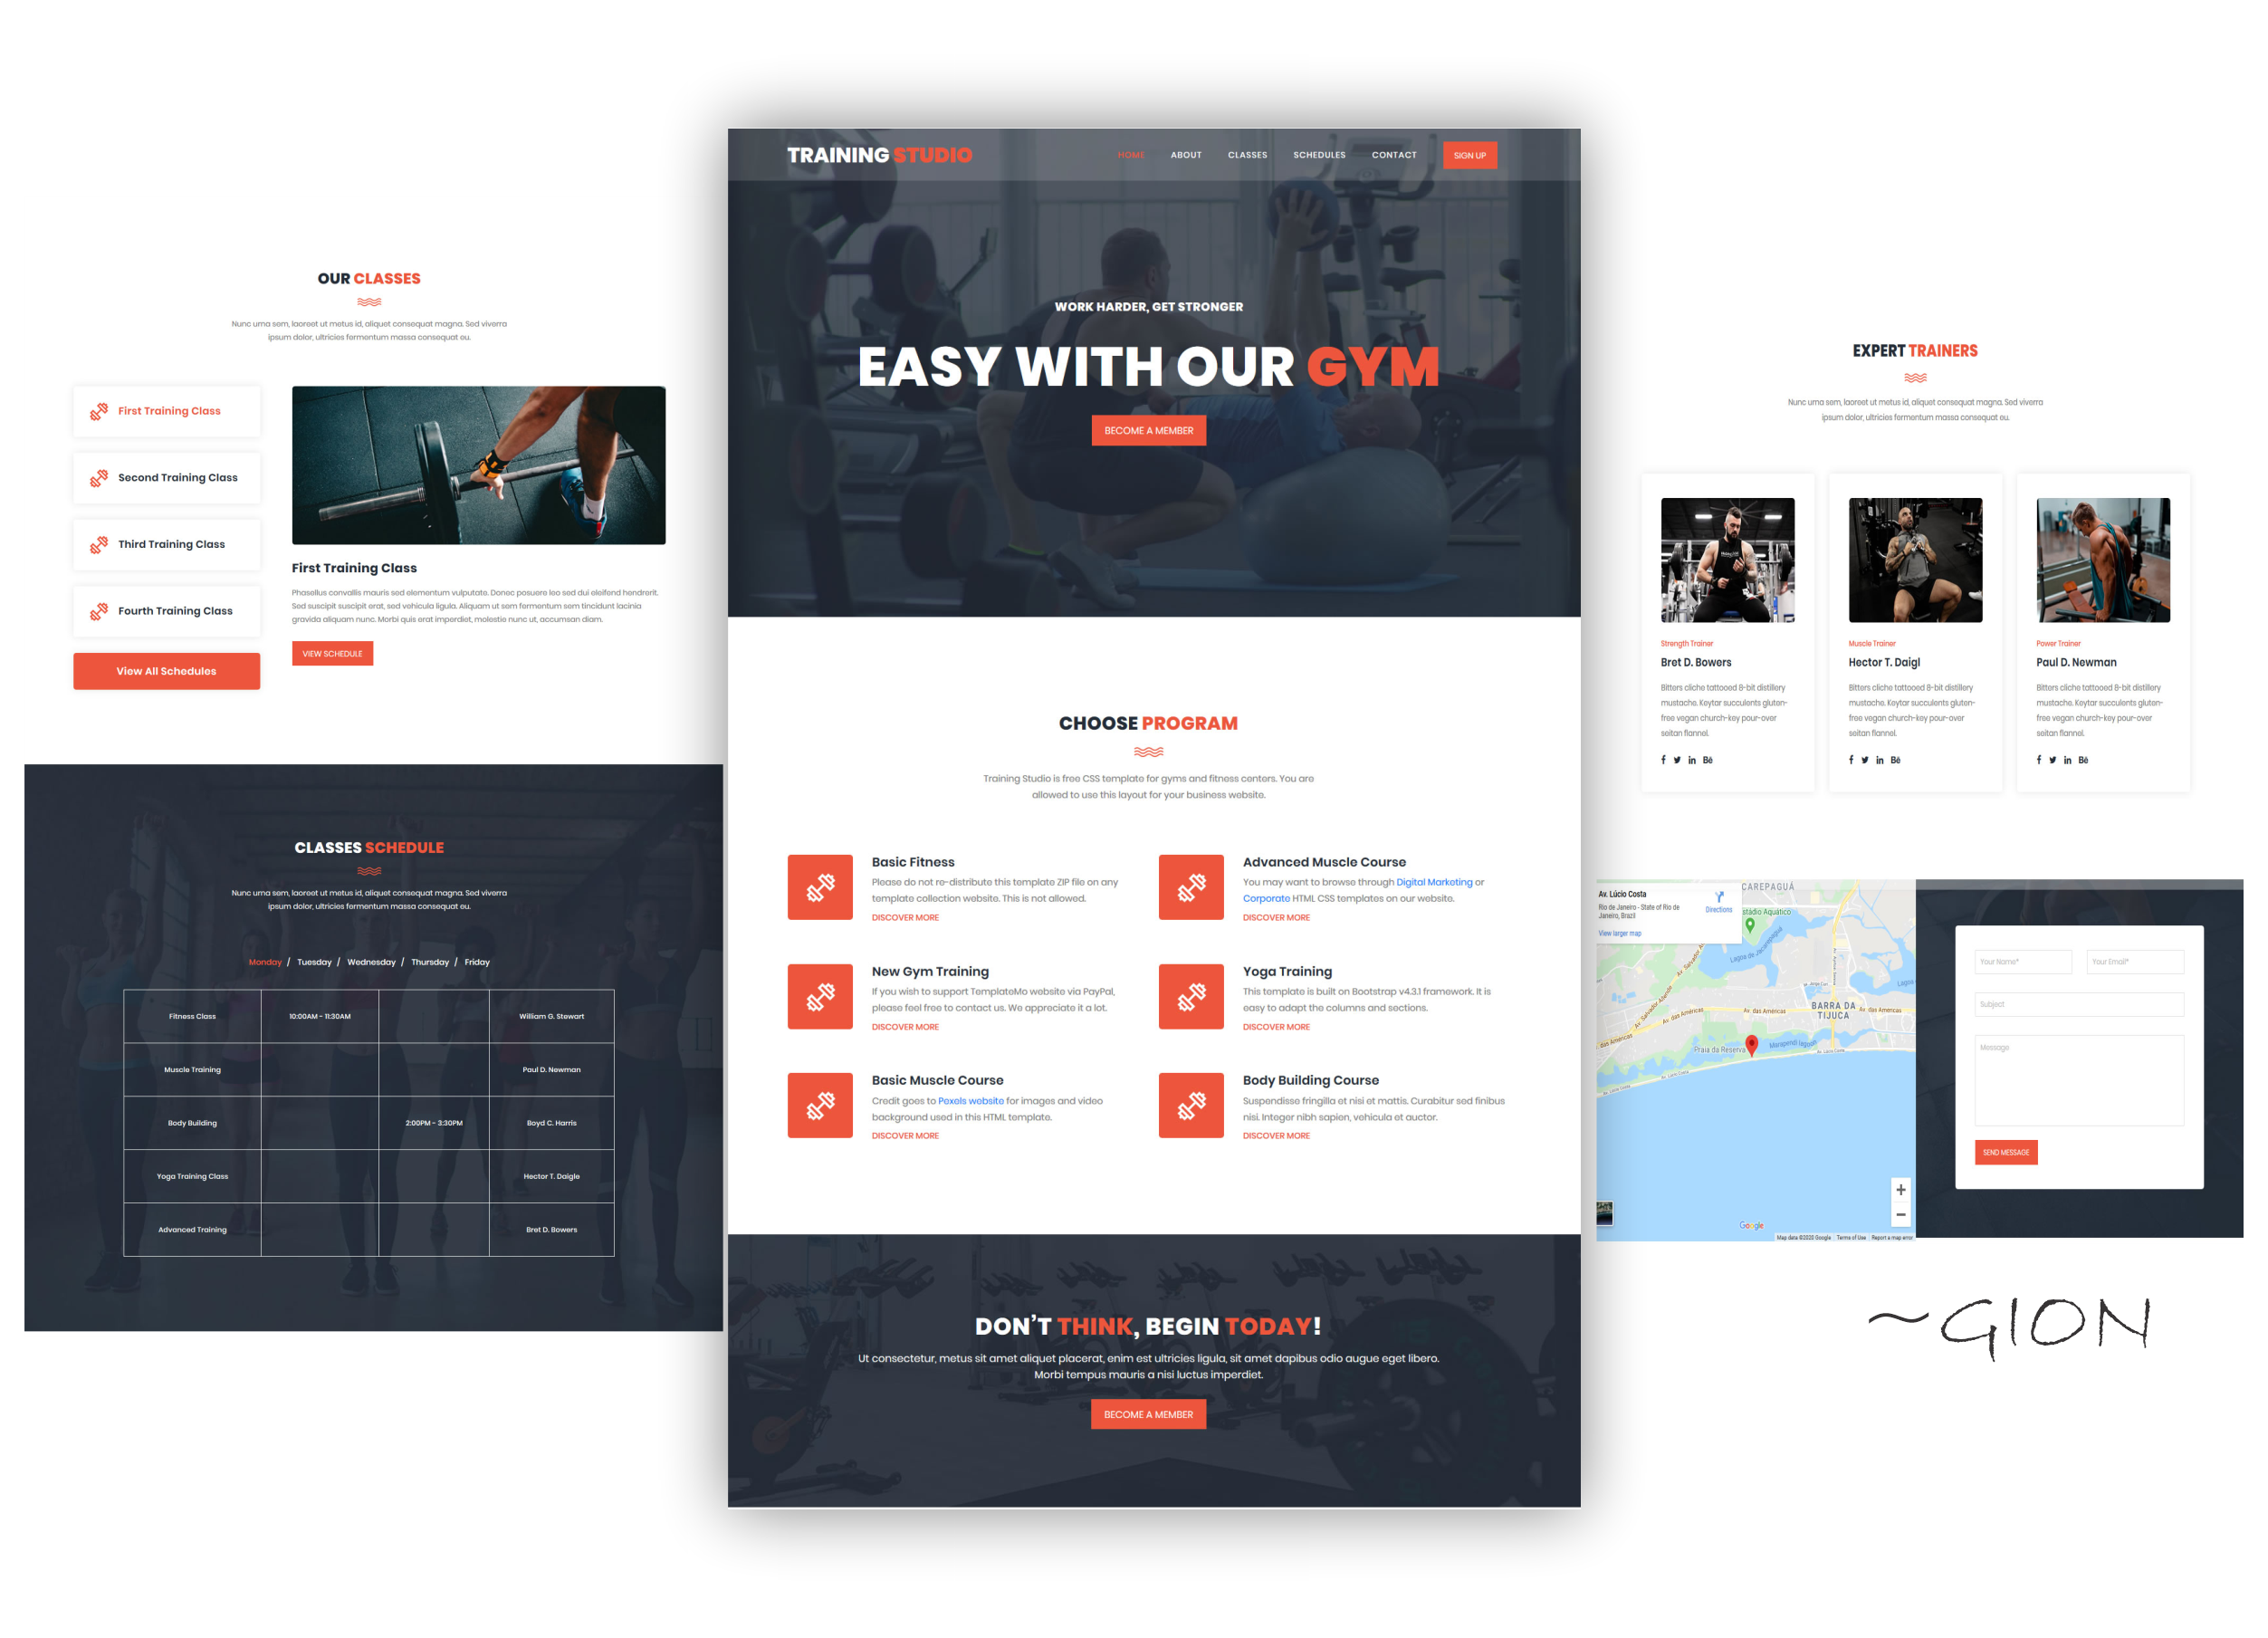 OUR CLASSES
Nunc urna sem, laoreet ut metus id, aliquet consequat magna. Sed viverra
ipsum dolor, ultricies fermentum massa consequat eu.
First Training Class
Second Training Class
Third Training Class
Fourth Training Class
View All Schedules
First Training Class
Phasellus convallis mauris sed elementum vulputate. Donec posuere leo sed dui eleifend hendrerit.
Sed suscipit suscipit erat, sed vehicula ligula. Aliquam ut sem fermentum sem tincidunt lacinia
gravida aliquam nunc. Morbi quis erat imperdiet, molestie nunc ut, accumsan diam.
VIEW SCHEDULE
CLASSES SCHEDULE
Nunc urna sem, laoreet ut metus id, aliquet consequat magna. Sed viverra
ipsum dolor, ultricies fermentum massa consequat eu.
Monday / Tuesday / Wednesday / Thursday / Friday
Fitness Class 10:00AM - 11:30AM William G. Stewart
Muscle Training Paul D. Newman
Body Building 2:00PM - 3:30PM Boyd C. Harris
Yoga Training Class Hector T. Daigle
Advanced Training Bret D. Bowers
TRAINING STUDIO
HOME ABOUT CLASSES SCHEDULES CONTACT SIGN UP
WORK HARDER, GET STRONGER
EASY WITH OUR GYM
BECOME A MEMBER
CHOOSE PROGRAM
Training Studio is free CSS template for gyms and fitness centers. You are
allowed to use this layout for your business website.
Basic Fitness
Please do not re-distribute this template ZIP file on any
template collection website. This is not allowed.
DISCOVER MORE
Advanced Muscle Course
You may want to browse through Digital Marketing or
Corporate HTML CSS templates on our website.
DISCOVER MORE
New Gym Training
If you wish to support TemplateMo website via PayPal,
please feel free to contact us. We appreciate it a lot.
DISCOVER MORE
Yoga Training
This template is built on Bootstrap v4.3.1 framework. It is
easy to adapt the columns and sections.
DISCOVER MORE
Basic Muscle Course
Credit goes to Pexels website for images and video
background used in this HTML template.
DISCOVER MORE
Body Building Course
Suspendisse fringilla et nisi et mattis. Curabitur sed finibus
nisi. Integer nibh sapien, vehicula et auctor.
DISCOVER MORE
DON'T THINK, BEGIN TODAY!
Ut consectetur, metus sit amet aliquet placerat, enim est ultricies ligula, sit amet dapibus odio augue eget libero.
Morbi tempus mauris a nisi luctus imperdiet.
BECOME A MEMBER
EXPERT TRAINERS
Nunc urna sem, laoreet ut metus id, aliquet consequat magna. Sed viverra
ipsum dolor, ultricies fermentum massa consequat eu.
Strength Trainer
Bret D. Bowers
Bitters cliche tattooed 8-bit distillery
mustache. Keytar succulents gluten-
free vegan church-key pour-over
seitan flannel.
Muscle Trainer
Hector T. Daigl
Bitters cliche tattooed 8-bit distillery
mustache. Keytar succulents gluten-
free vegan church-key pour-over
seitan flannel.
Power Trainer
Paul D. Newman
Bitters cliche tattooed 8-bit distillery
mustache. Keytar succulents gluten-
free vegan church-key pour-over
seitan flannel.
Av. Lúcio Costa
Rio de Janeiro - State of Rio de
Janeiro, Brazil
Directions
View larger map
CAREPAGUÁ
stádio Aquático
Lagoa de
Av. Salvador Allende
BARRA DA
TIJUCA
Av. das Américas
Av. das Américas
Av. das Américas
das Américas
Praia da Reserva
Marapendi lagoon
Av. Lúcio Costa
Lagoa
Google
Map data ©2020 Google Terms of Use Report a map error
Your Name*
Your Email*
Subject
Message
SEND MESSAGE
~GION